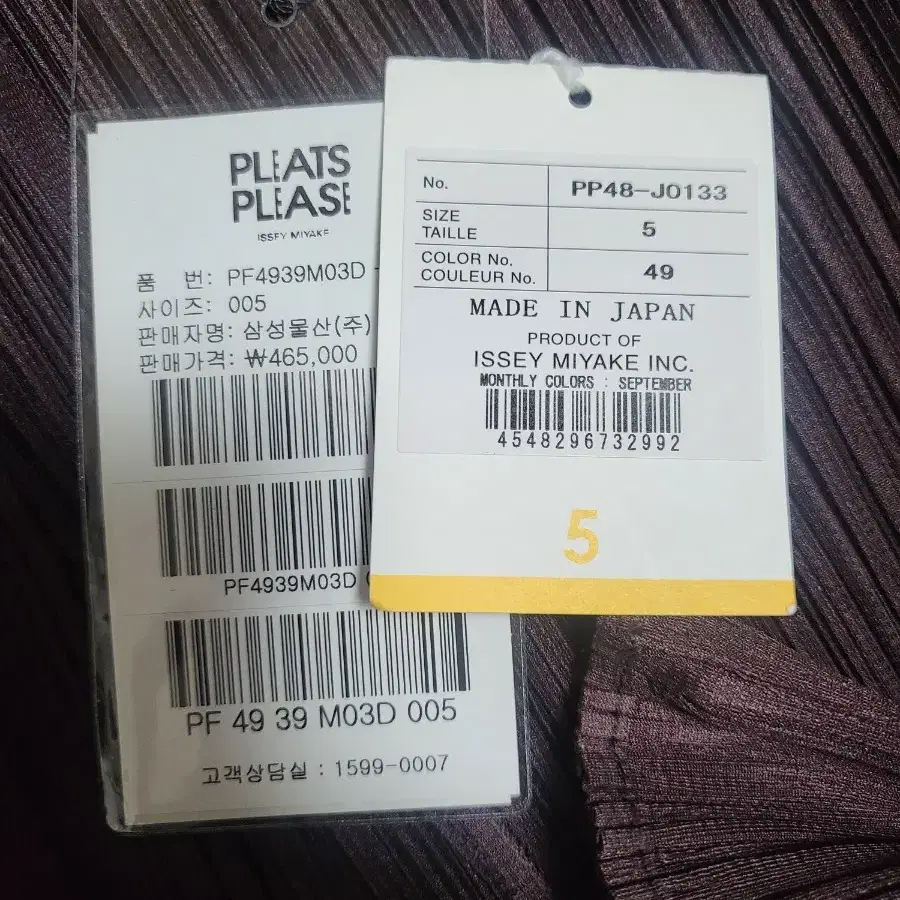 PLEATS
PLEASE
ISSEY MIYAKE
품 번: PF4939M03D
사이즈: 005
판매자명: 삼성물산(주)
판매가격: ₩465,000
PF4939M03D
PF 49 39 M03D 005
고객상담실 : 1599-0007
No. PP48-J0133
SIZE
TAILLE 5
COLOR No.
COULEUR No. 49
MADE IN JAPAN
PRODUCT OF
ISSEY MIYAKE INC.
MONTHLY COLORS : SEPTEMBER
4548296732992
5